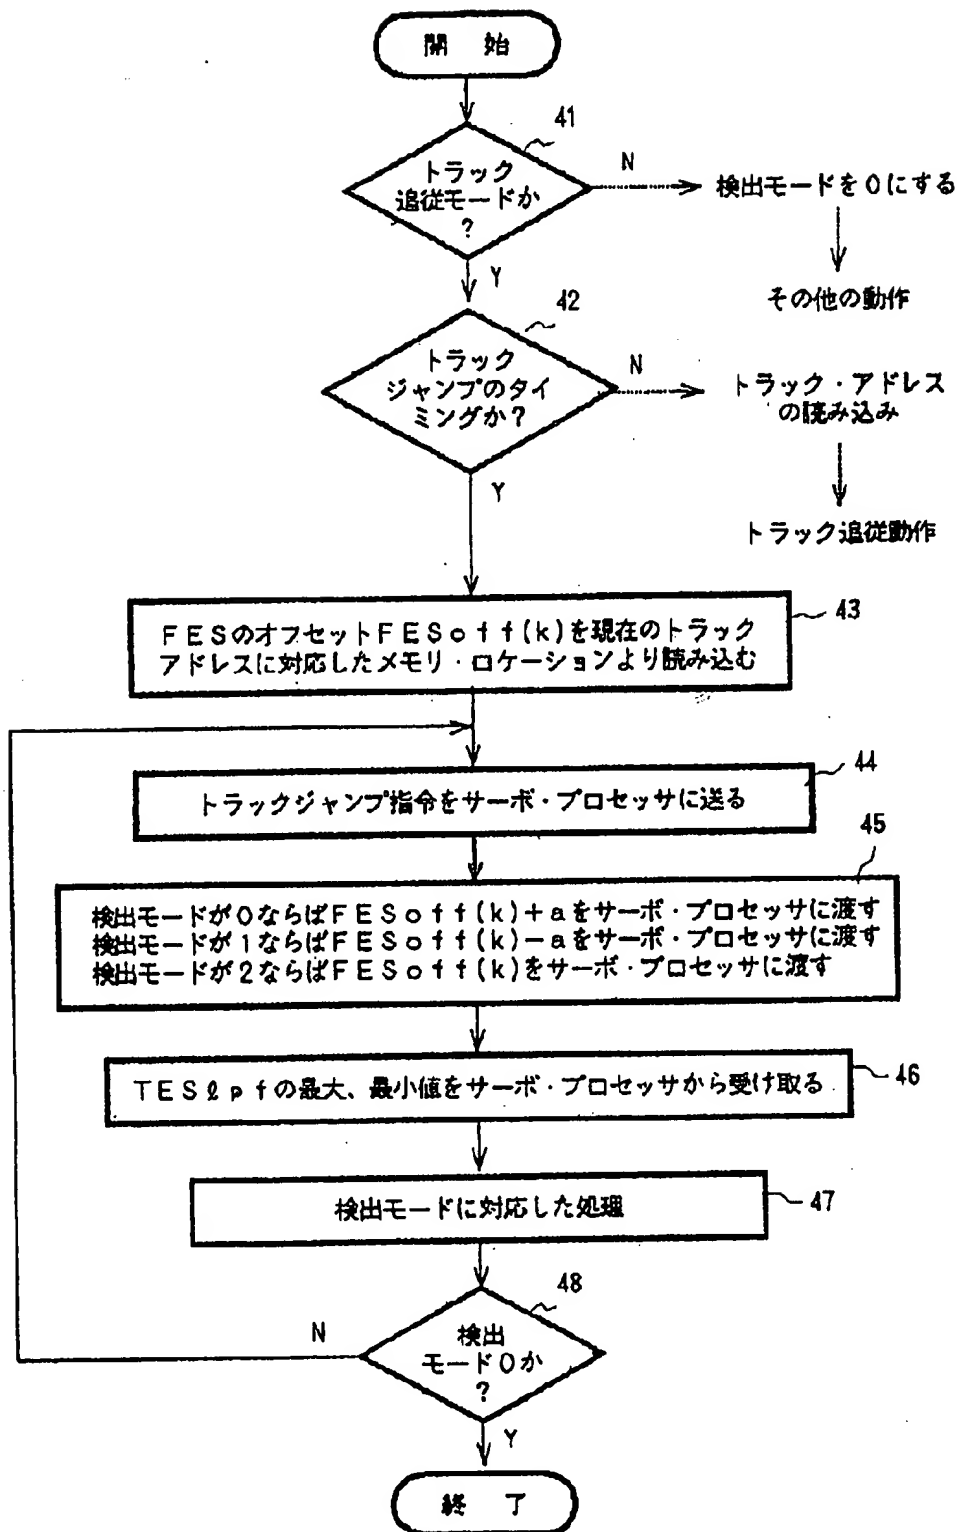 開 始
41
トラック
追従モードか
?
N
検出モードを0にする
Y
その他の動作
42
トラック
ジャンプのタイ
ミングか?
N
トラック・アドレス
の読み込み
Y
トラック追従動作
43
FESのオフセットFESoff(k)を現在のトラック
アドレスに対応したメモリ・ロケーションより読み込む
44
トラックジャンプ指令をサーボ・プロセッサに送る
45
検出モードが0ならばFESoff(k)+aをサーボ・プロセッサに渡す
検出モードが1ならばFESoff(k)-aをサーボ・プロセッサに渡す
検出モードが2ならばFESoff(k)をサーボ・プロセッサに渡す
46
TESℓpfの最大、最小値をサーボ・プロセッサから受け取る
47
検出モードに対応した処理
48
検出
モード0か
?
N
Y
終 了